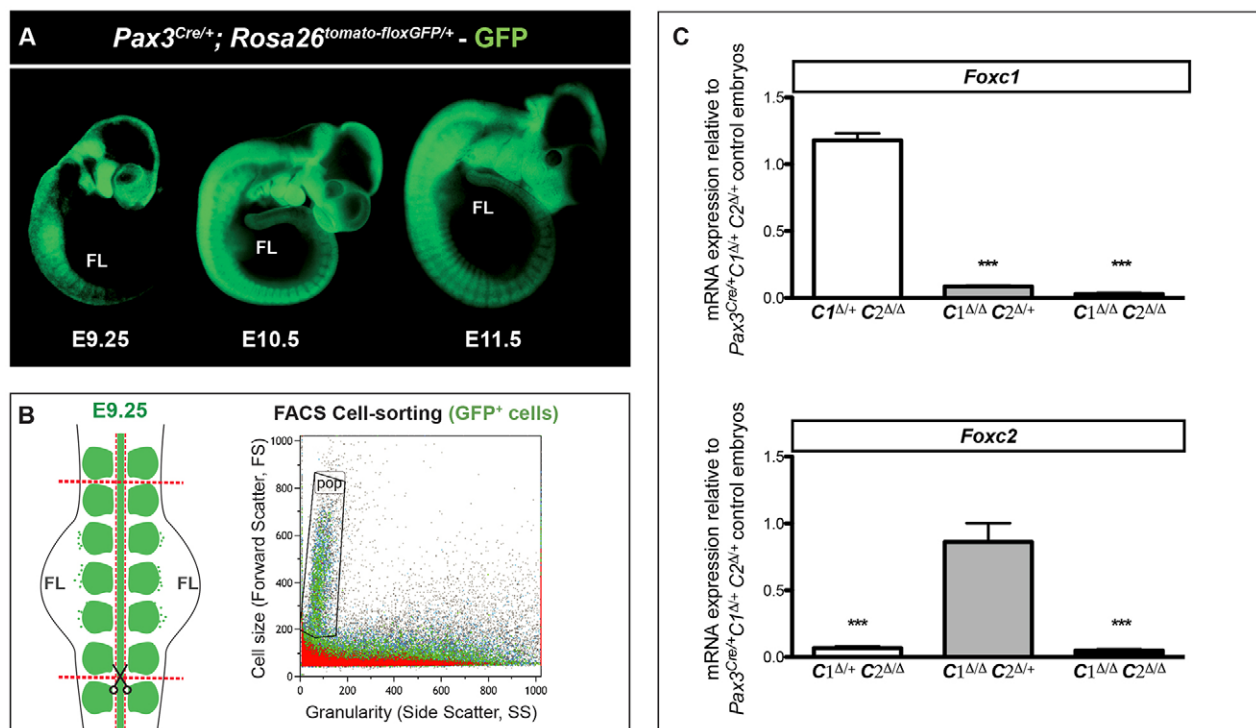 A
Pax3Cre/+; Rosa26tomato-floxGFP/+ - GFP
FL
FL
FL
E9.25
E10.5
E11.5
B
E9.25
FL
FL
FACS Cell-sorting (GFP+ cells)
Cell size (Forward Scatter, FS)
1000
800
600
400
200
0
pop
0
200
400
600
800
1000
Granularity (Side Scatter, SS)
C
Foxc1
mRNA expression relative to
Pax3Cre/+C1Δ/+ C2Δ/+ control embryos
1.5
1.0
0.5
0.0
***
***
C1Δ/+ C2Δ/Δ
C1Δ/Δ C2Δ/+
C1Δ/Δ C2Δ/Δ
Foxc2
mRNA expression relative to
Pax3Cre/+C1Δ/+ C2Δ/+ control embryos
1.5
1.0
0.5
0.0
***
***
C1Δ/+ C2Δ/Δ
C1Δ/Δ C2Δ/+
C1Δ/Δ C2Δ/Δ